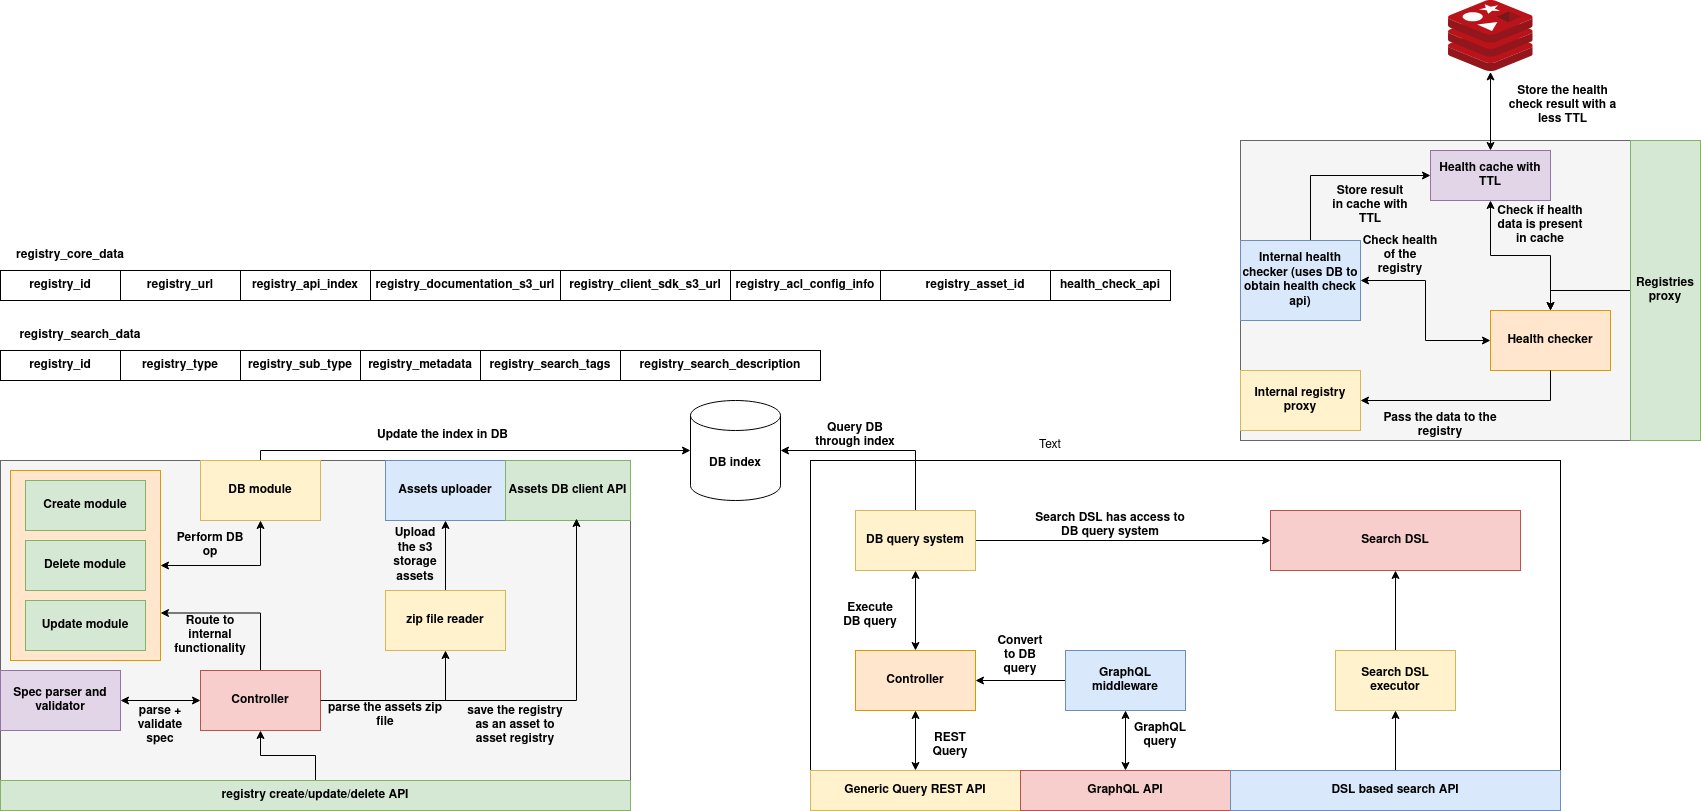 Store the health
check result with a
less TTL
Health cache with
TTL
Store result
in cache with
TTL
Check if health
data is present
in cache
Check health
of the
registry
Internal health
checker (uses DB to
obtain health check
api)
Registries
proxy
Health checker
Internal registry
proxy
Pass the data to the
registry
registry_core_data
registry_id
registry_url
registry_api_index
registry_documentation_s3_url
registry_client_sdk_s3_url
registry_acl_config_info
registry_asset_id
health_check_api
registry_search_data
registry_id
registry_type
registry_sub_type
registry_metadata
registry_search_tags
registry_search_description
Update the index in DB
DB index
Query DB
through index
Text
Create module
Delete module
Update module
DB module
Perform DB
op
Route to
internal
functionality
Assets uploader
Assets DB client API
Upload
the s3
storage
assets
zip file reader
Spec parser and
validator
parse +
validate
spec
Controller
parse the assets zip
file
save the registry
as an asset to
asset registry
registry create/update/delete API
DB query system
Search DSL has access to
DB query system
Search DSL
Execute
DB query
Controller
Convert
to DB
query
GraphQL
middleware
Search DSL
executor
REST
Query
GraphQL
query
Generic Query REST API
GraphQL API
DSL based search API